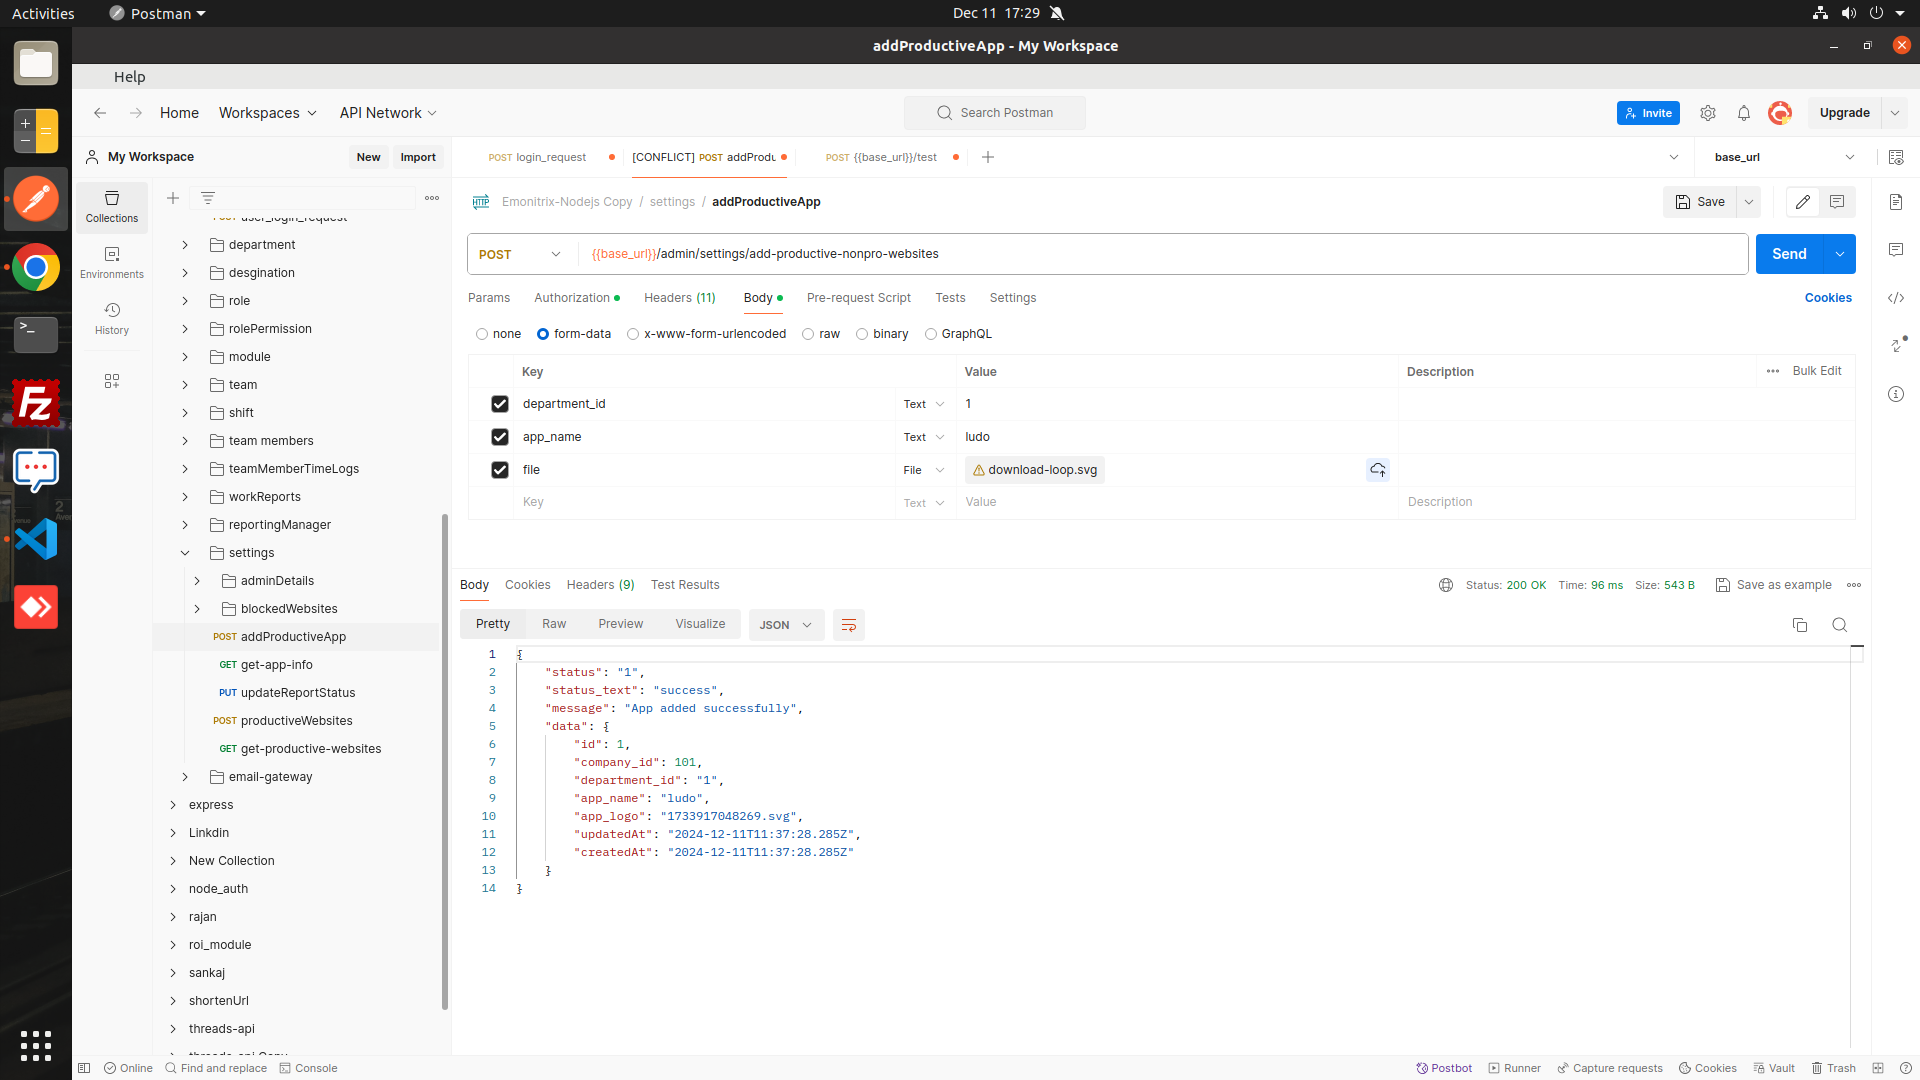 Activities
Postman
Dec 11 17:29
addProductiveApp - My Workspace
Help
Home
Workspaces
API Network
Search Postman
Invite
Upgrade
My Workspace
New
Import
POST login_request
[CONFLICT] POST addProdu
POST {{base_url}}/test
base_url
Collections
Environments
History
user_login_request
department
desgination
role
rolePermission
module
team
shift
team members
teamMemberTimeLogs
workReports
reportingManager
settings
adminDetails
blockedWebsites
POST addProductiveApp
GET get-app-info
PUT updateReportStatus
POST productiveWebsites
GET get-productive-websites
email-gateway
express
Linkdin
New Collection
node_auth
rajan
roi_module
sankaj
shortenUrl
threads-api
HTTP
Emonitrix-Nodejs Copy / settings / addProductiveApp
Save
POST
{{base_url}}/admin/settings/add-productive-nonpro-websites
Send
Params
Authorization
Headers (11)
Body
Pre-request Script
Tests
Settings
Cookies
none
form-data
x-www-form-urlencoded
raw
binary
GraphQL
Key
Value
Description
Bulk Edit
department_id
Text
1
app_name
Text
ludo
file
File
download-loop.svg
Key
Text
Value
Description
Body
Cookies
Headers (9)
Test Results
Status: 200 OK
Time: 96 ms
Size: 543 B
Save as example
Pretty
Raw
Preview
Visualize
JSON
1 {
2 "status": "1",
3 "status_text": "success",
4 "message": "App added successfully",
5 "data": {
6 "id": 1,
7 "company_id": 101,
8 "department_id": "1",
9 "app_name": "ludo",
10 "app_logo": "1733917048269.svg",
11 "updatedAt": "2024-12-11T11:37:28.285Z",
12 "createdAt": "2024-12-11T11:37:28.285Z"
13 }
14 }
Online
Find and replace
Console
Postbot
Runner
Capture requests
Cookies
Vault
Trash